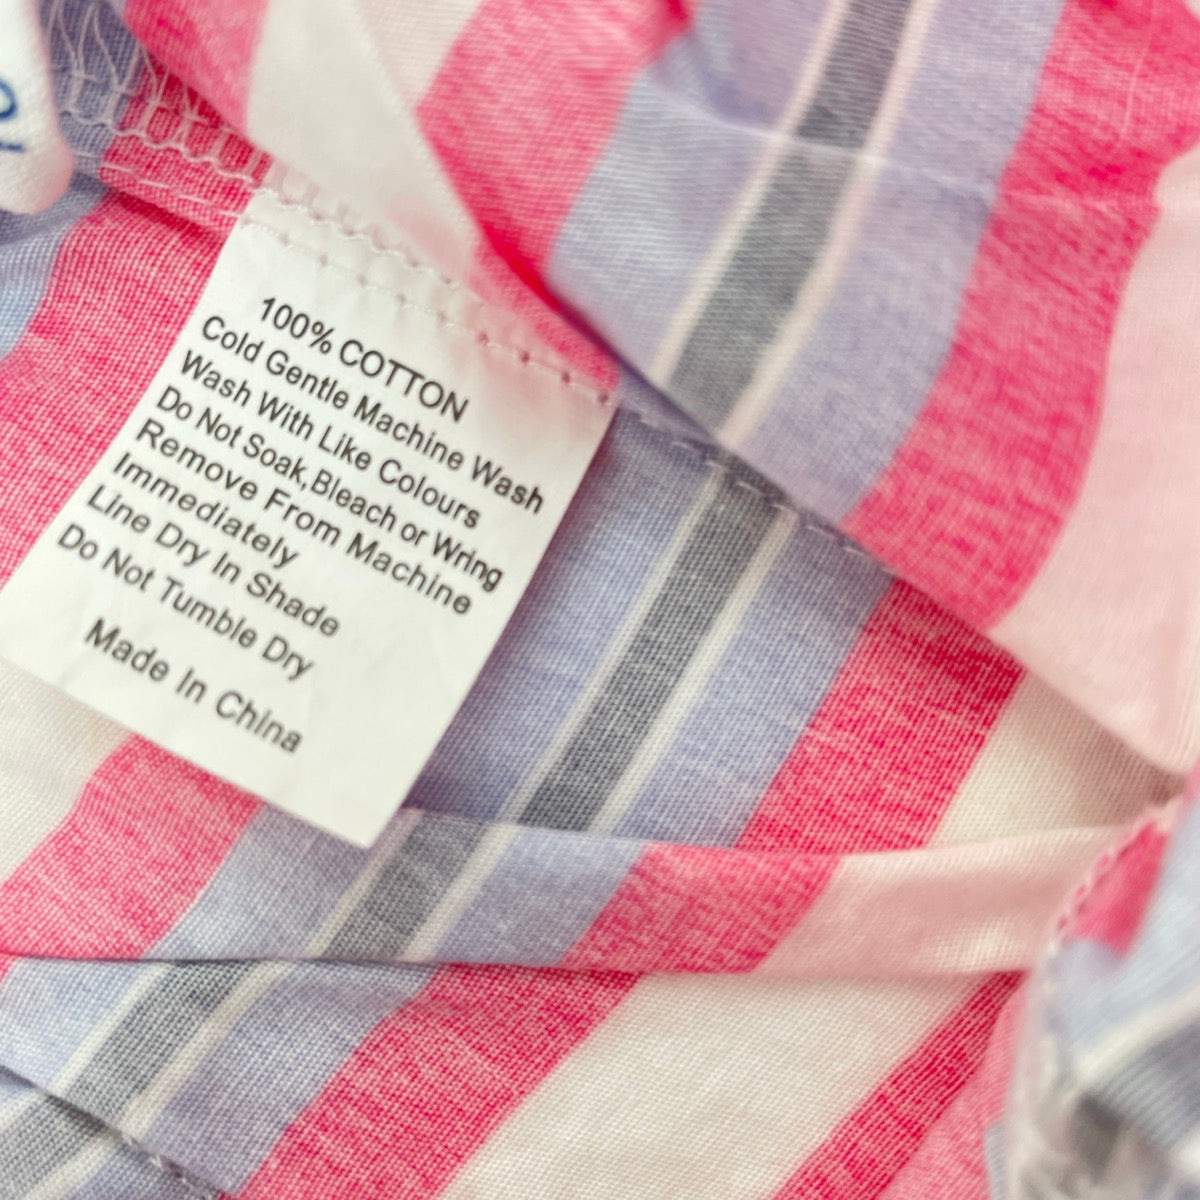 100% COTTON
Cold Gentle Machine Wash
Wash With Like Colours
Do Not Soak,Bleach or Wring
Remove From Machine
Immediately
Line Dry In Shade
Do Not Tumble Dry
Made In China